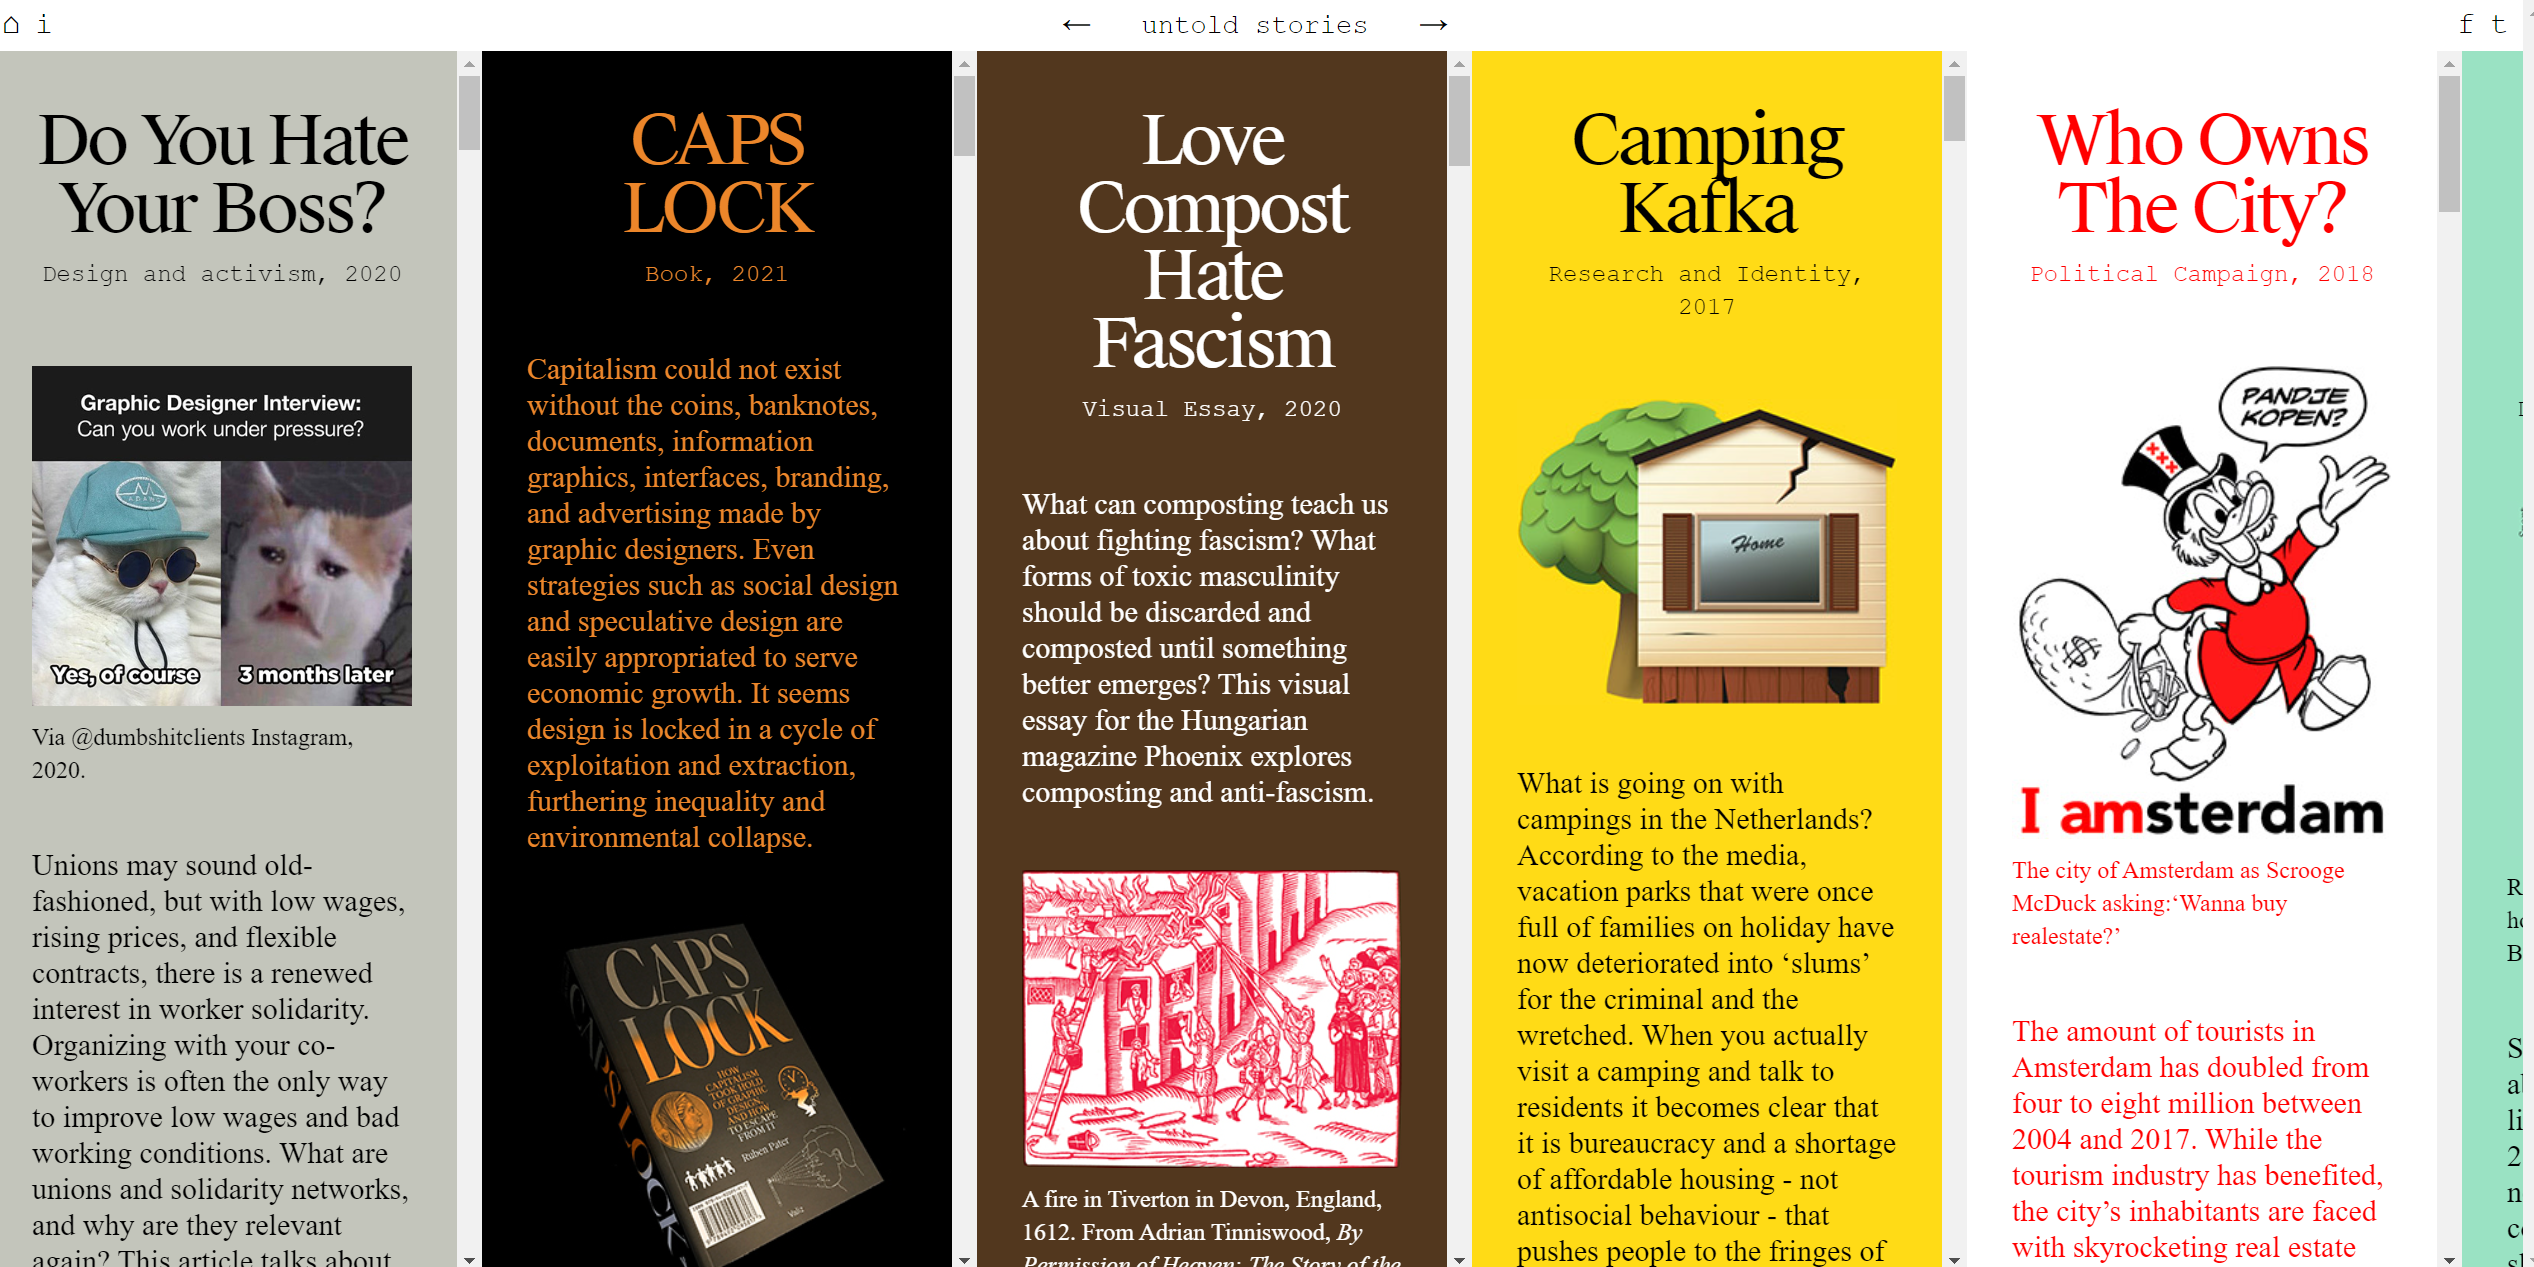 i
← untold stories →
f t
Do You Hate
Your Boss?
Design and activism, 2020
Graphic Designer Interview:
Can you work under pressure?
Yes, of course
3 months later
Via @dumbshitclients Instagram,
2020.
Unions may sound old-
fashioned, but with low wages,
rising prices, and flexible
contracts, there is a renewed
interest in worker solidarity.
Organizing with your co-
workers is often the only way
to improve low wages and bad
working conditions. What are
unions and solidarity networks,
and why are they relevant
again? This article talks about
CAPS
LOCK
Book, 2021
Capitalism could not exist
without the coins, banknotes,
documents, information
graphics, interfaces, branding,
and advertising made by
graphic designers. Even
strategies such as social design
and speculative design are
easily appropriated to serve
economic growth. It seems
design is locked in a cycle of
exploitation and extraction,
furthering inequality and
environmental collapse.
CAPS
LOCK
HOW
CAPITALISM
TOOK HOLD
OF GRAPHIC
DESIGN,
AND HOW
TO ESCAPE
FROM IT
Ruben Pater
Valiz
CAPS LOCK
Love
Compost
Hate
Fascism
Visual Essay, 2020
What can composting teach us
about fighting fascism? What
forms of toxic masculinity
should be discarded and
composted until something
better emerges? This visual
essay for the Hungarian
magazine Phoenix explores
composting and anti-fascism.
A fire in Tiverton in Devon, England,
1612. From Adrian Tinniswood, By
Permission of Heaven: The Story of the
Camping
Kafka
Research and Identity,
2017
Home
What is going on with
campings in the Netherlands?
According to the media,
vacation parks that were once
full of families on holiday have
now deteriorated into ‘slums’
for the criminal and the
wretched. When you actually
visit a camping and talk to
residents it becomes clear that
it is bureaucracy and a shortage
of affordable housing - not
antisocial behaviour - that
pushes people to the fringes of
Who Owns
The City?
Political Campaign, 2018
PANDJE
KOPEN?
XXX
$
I amsterdam
The city of Amsterdam as Scrooge
McDuck asking:‘Wanna buy
realestate?’
The amount of tourists in
Amsterdam has doubled from
four to eight million between
2004 and 2017. While the
tourism industry has benefited,
the city’s inhabitants are faced
with skyrocketing real estate